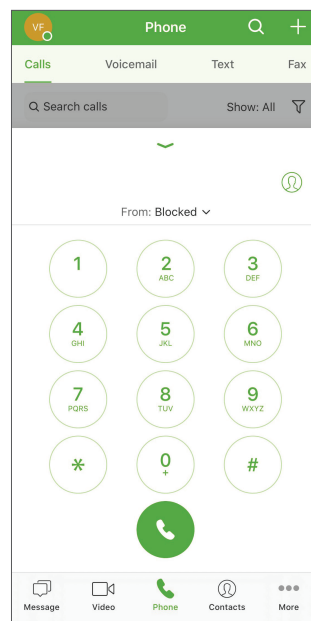 VF Phone
Calls Voicemail Text Fax
Search calls Show: All
From: Blocked
1 2 3
ABC DEF
4 5 6
GHI JKL MNO
7 8 9
PQRS TUV WXYZ
* 0 #
+
Message Video Phone Contacts More